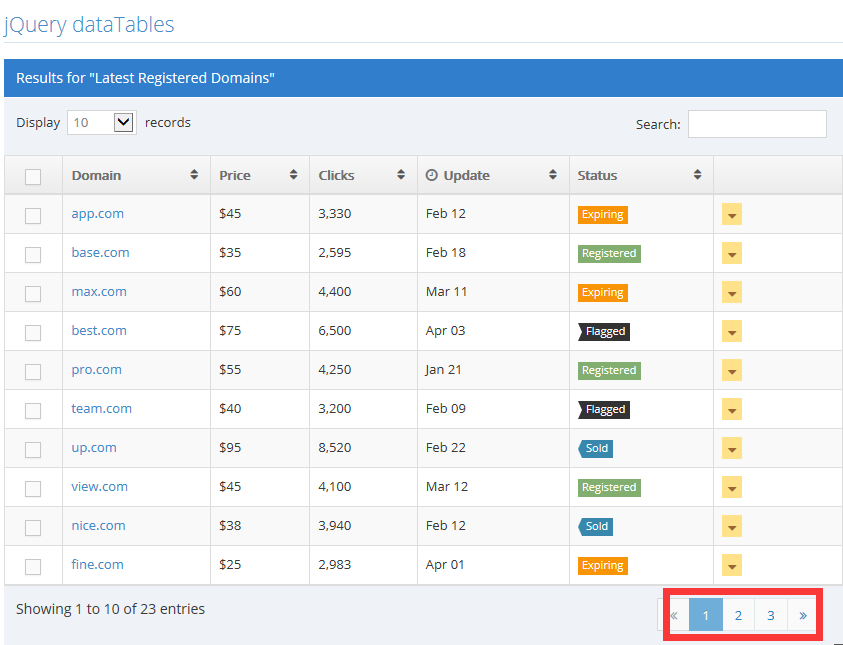 jQuery dataTables
Results for "Latest Registered Domains"
Display 10 records Search:
Domain Price Clicks Update Status
app.com $45 3,330 Feb 12 Expiring
base.com $35 2,595 Feb 18 Registered
max.com $60 4,400 Mar 11 Expiring
best.com $75 6,500 Apr 03 Flagged
pro.com $55 4,250 Jan 21 Registered
team.com $40 3,200 Feb 09 Flagged
up.com $95 8,520 Feb 22 Sold
view.com $45 4,100 Mar 12 Registered
nice.com $38 3,940 Feb 12 Sold
fine.com $25 2,983 Apr 01 Expiring
Showing 1 to 10 of 23 entries « 1 2 3 »